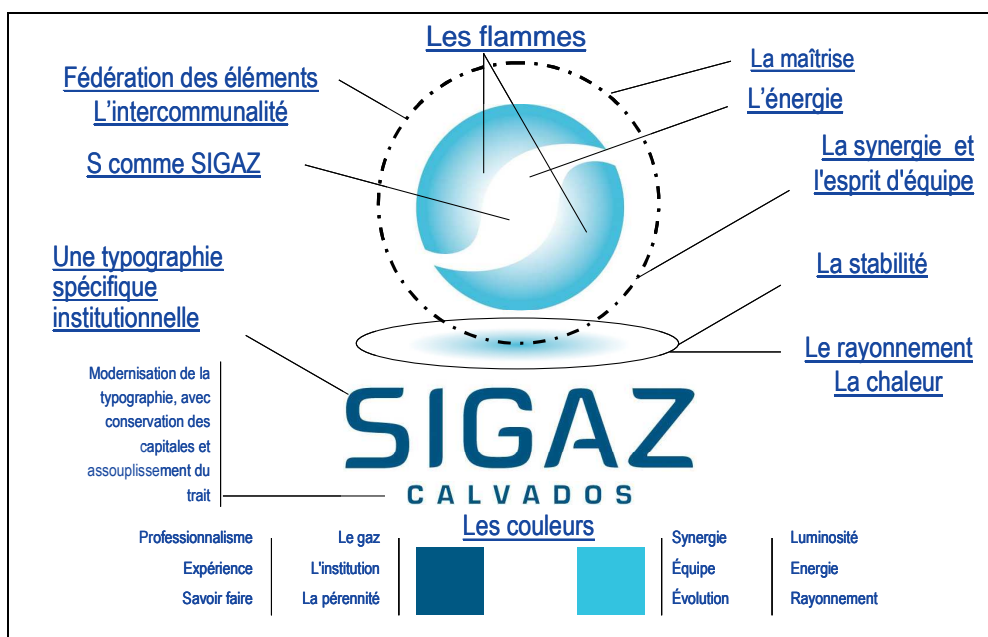 Les flammes
Fédération des éléments
L'intercommunalité
La maîtrise
L'énergie
S comme SIGAZ
La synergie et
l'esprit d'équipe
Une typographie
spécifique
institutionnelle
La stabilité
Le rayonnement
La chaleur
Modernisation de la
typographie, avec
conservation des
capitales et
assouplissement du
trait
SIGAZ
CALVADOS
Les couleurs
Professionnalisme
Expérience
Savoir faire
Le gaz
L'institution
La pérennité
Synergie
Équipe
Évolution
Luminosité
Energie
Rayonnement